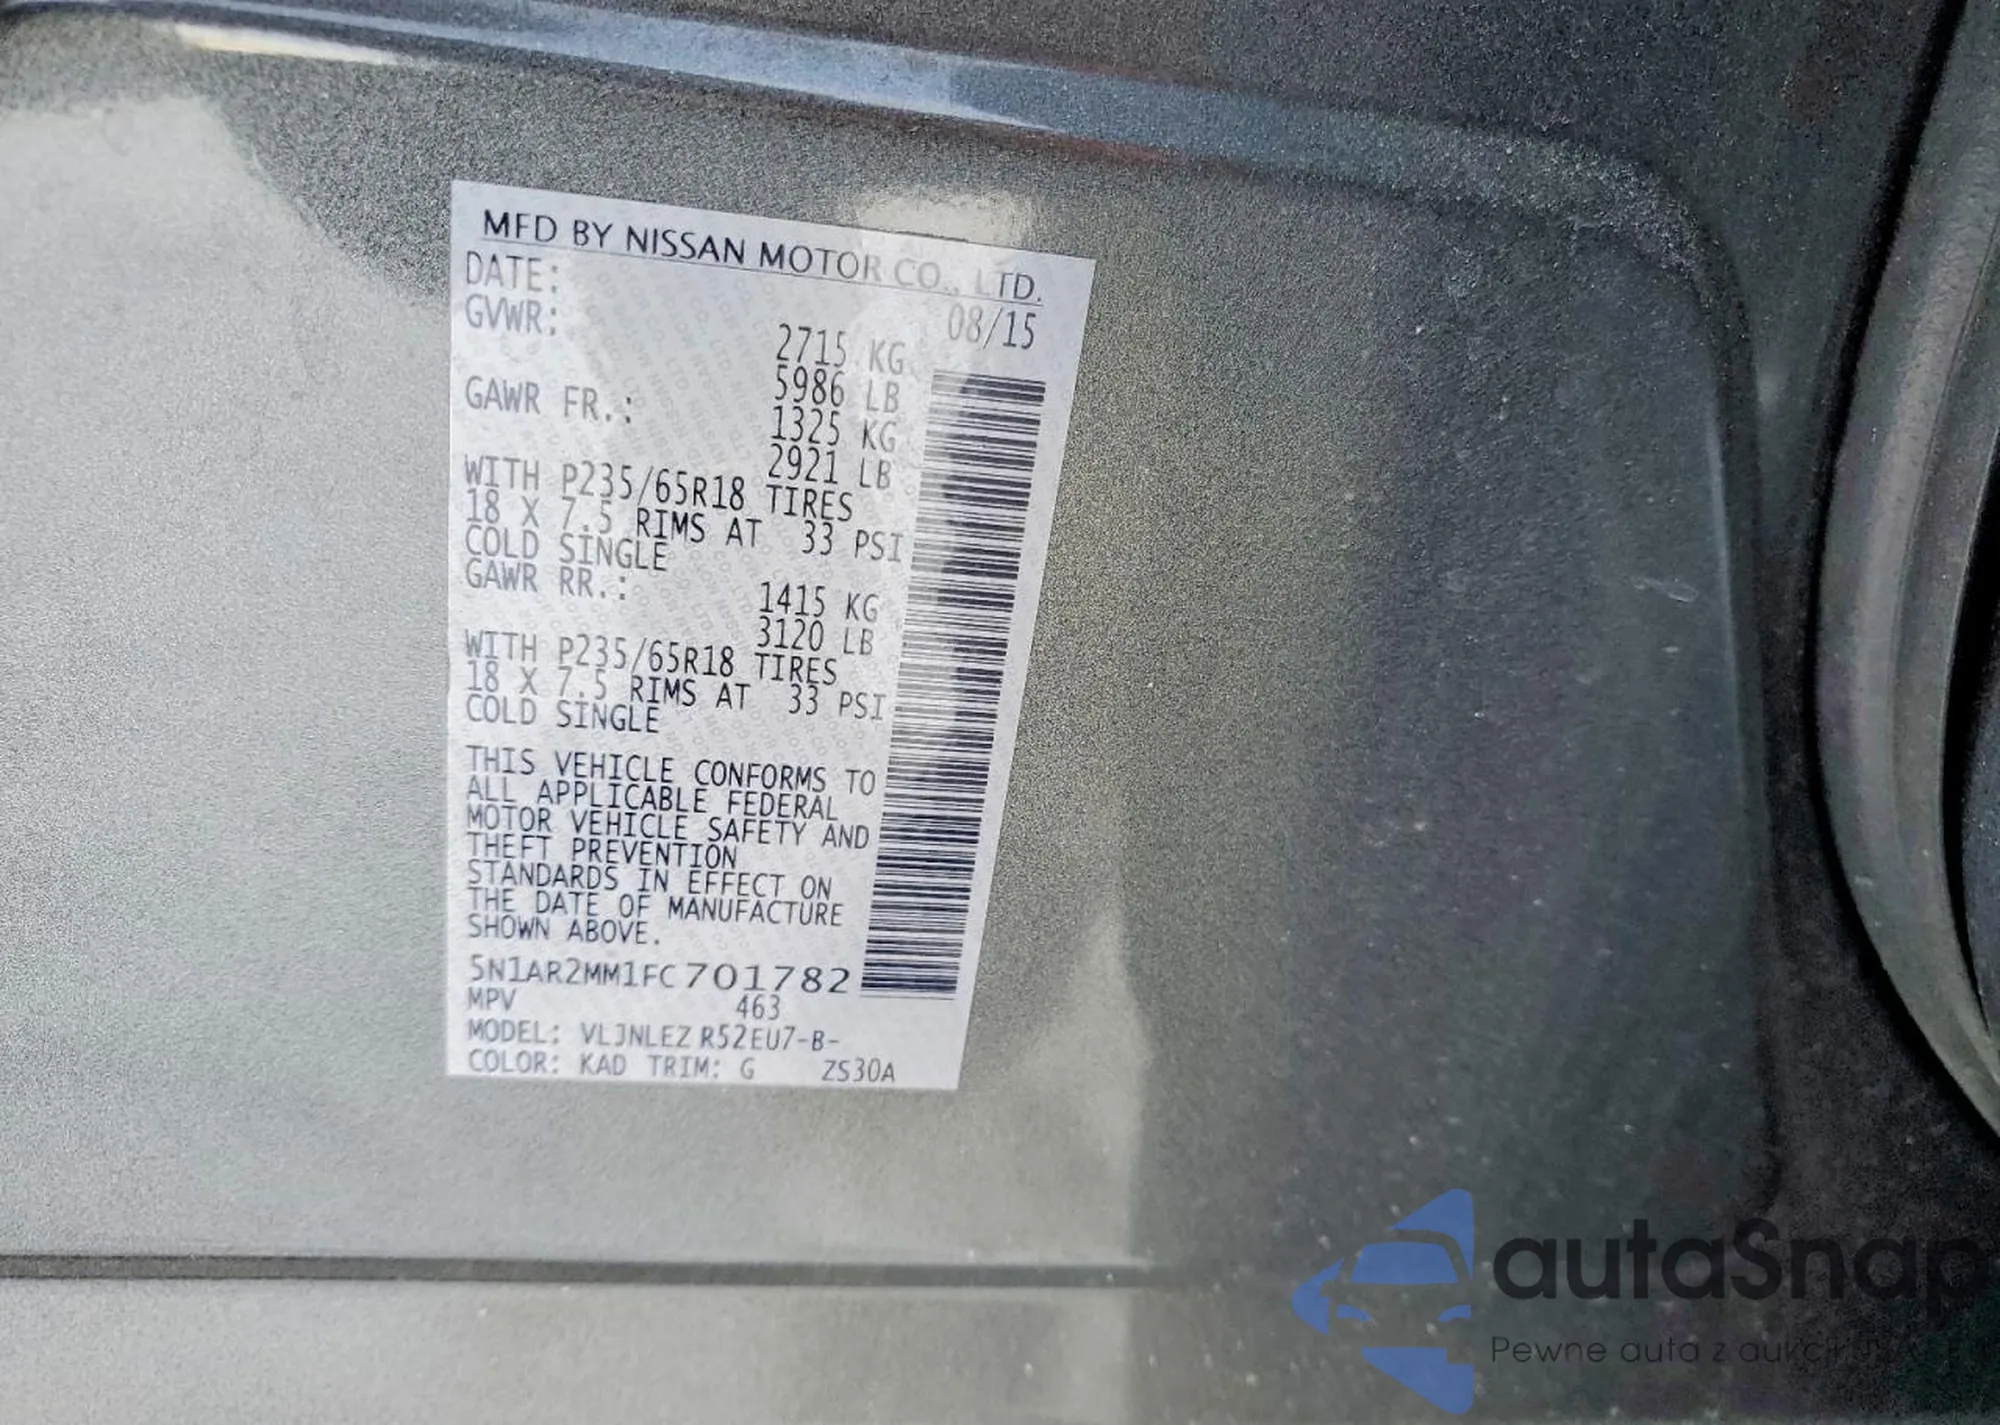 MFD BY NISSAN MOTOR CO., LTD.
DATE: 08/15
GVWR: 2715 KG
5986 LB
GAWR FR.: 1325 KG
2921 LB
WITH P235/65R18 TIRES
18 X 7.5 RIMS AT 33 PSI
COLD SINGLE
GAWR RR.: 1415 KG
3120 LB
WITH P235/65R18 TIRES
18 X 7.5 RIMS AT 33 PSI
COLD SINGLE
THIS VEHICLE CONFORMS TO
ALL APPLICABLE FEDERAL
MOTOR VEHICLE SAFETY AND
THEFT PREVENTION
STANDARDS IN EFFECT ON
THE DATE OF MANUFACTURE
SHOWN ABOVE.
5N1AR2MM1FC701782
MPV 463
MODEL: VLJNLEZ R52EU7-B-
COLOR: KAD TRIM: G ZS30A
autaSnap
Pewne auta z aukcji